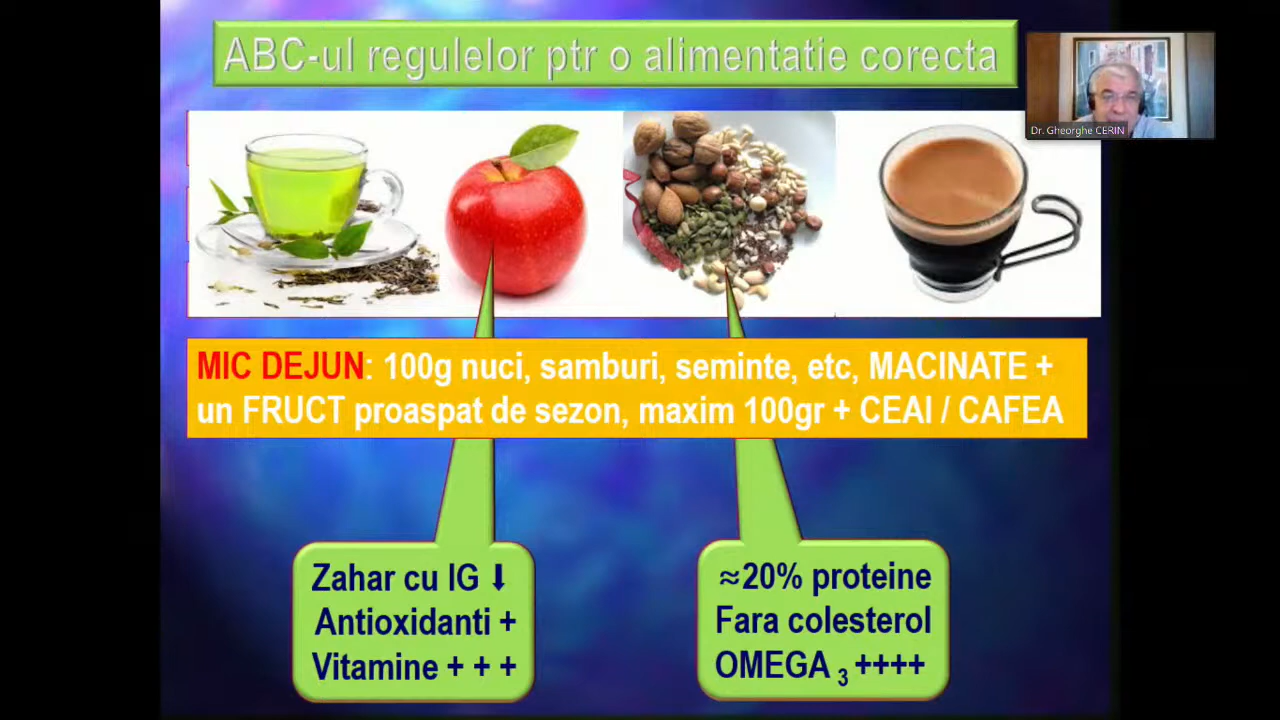 ABC-ul regulelor ptr o alimentatie corecta
Dr. Gheorghe CERIN
MIC DEJUN: 100g nuci, samburi, seminte, etc, MACINATE +
un FRUCT proaspat de sezon, maxim 100gr + CEAI / CAFEA
Zahar cu IG ⬇
Antioxidanti +
Vitamine + + +
≈20% proteine
Fara colesterol
OMEGA 3 ++++